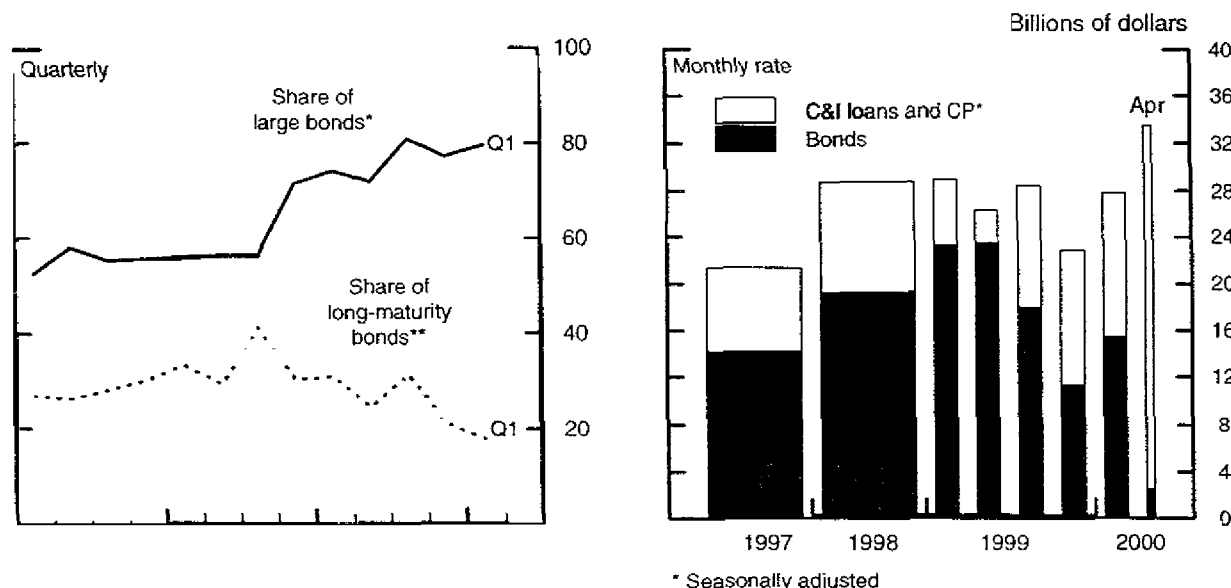 Quarterly
Share of
large bonds*
Q1
Share of
long-maturity
bonds**
Q1
100
80
60
40
20
Billions of dollars
Monthly rate
C&I loans and CP*
Bonds
Apr
40
36
32
28
24
20
16
12
8
4
0
1997 1998 1999 2000
* Seasonally adjusted